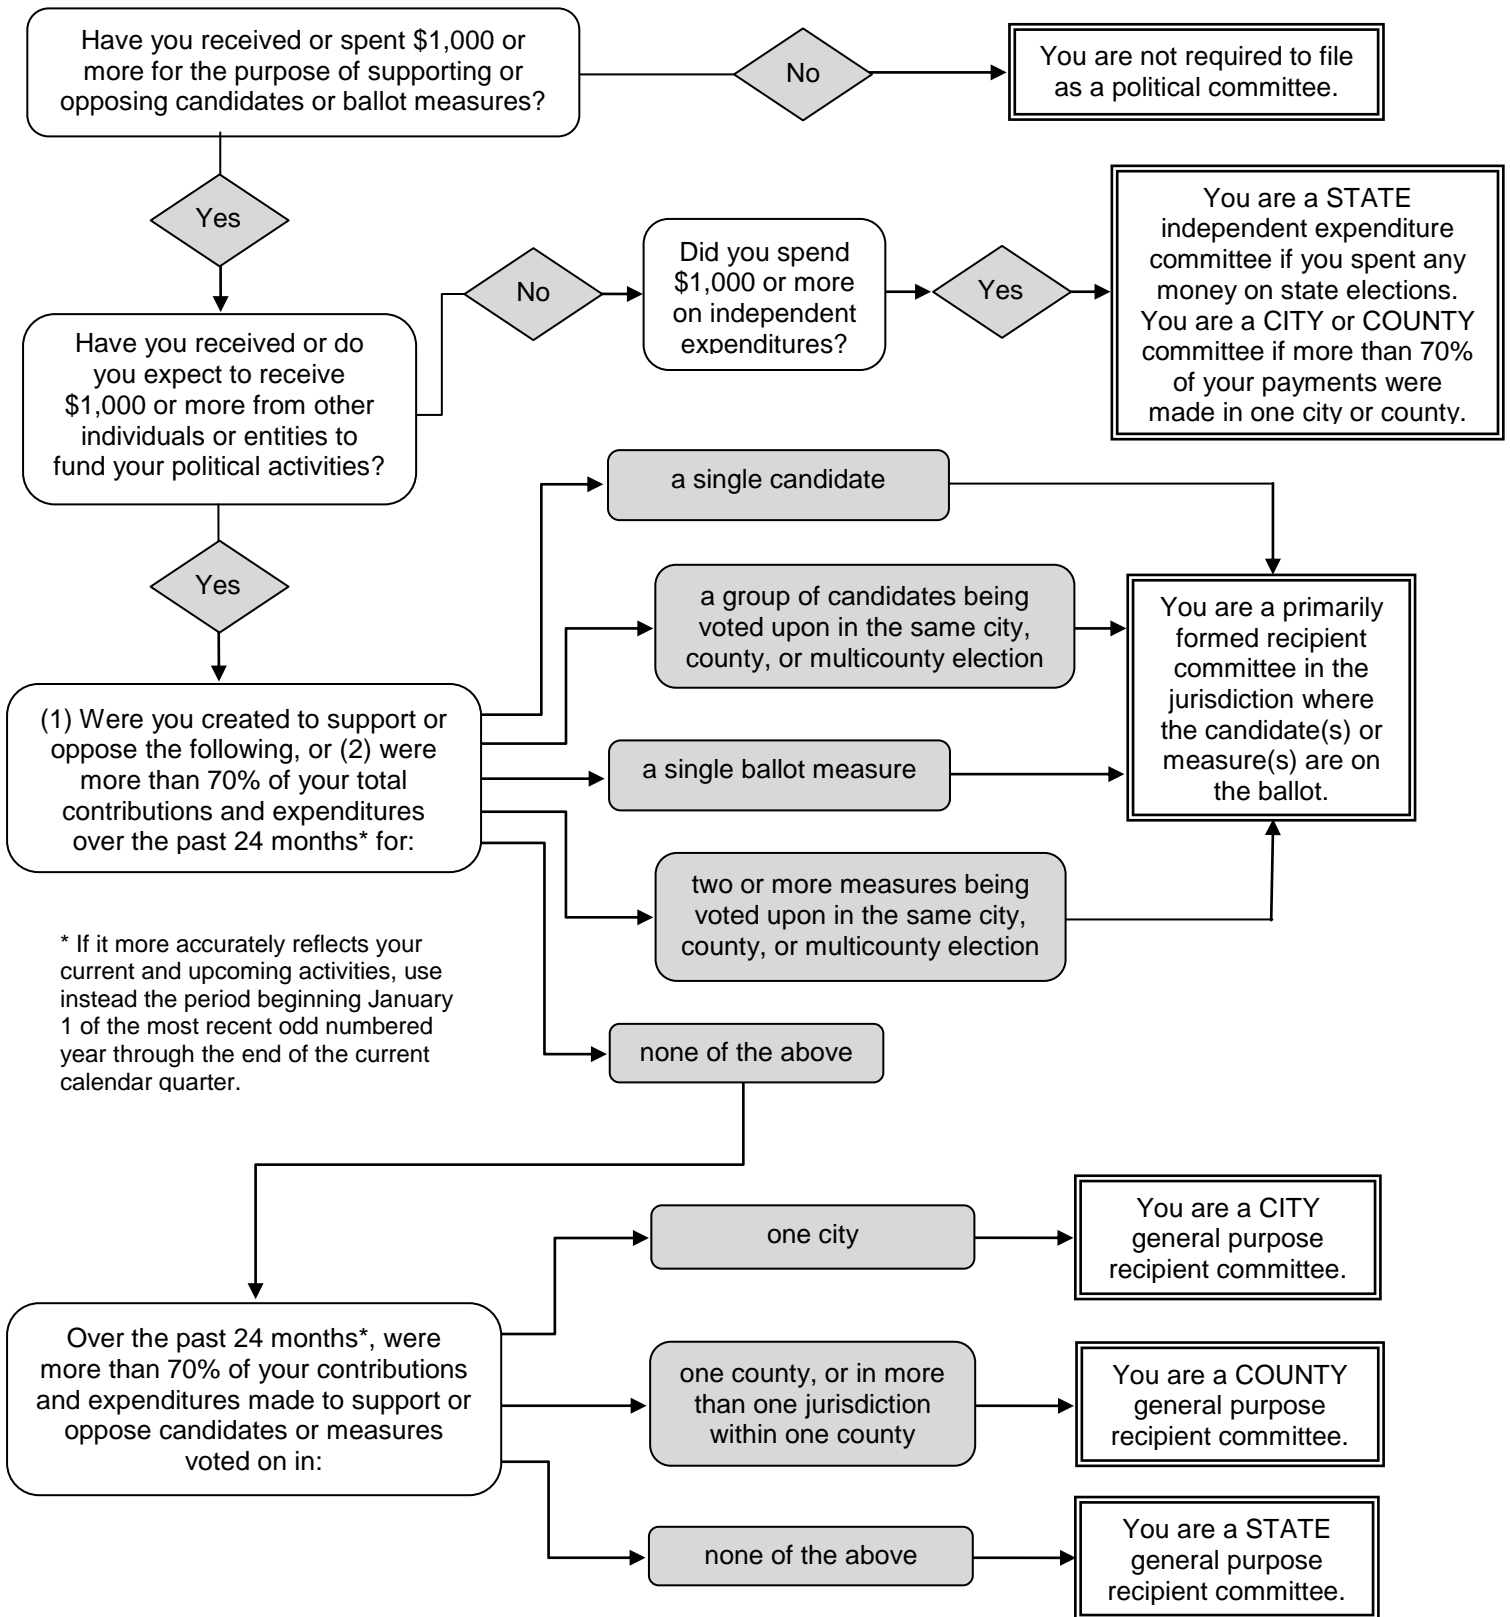 Have you received or spent $1,000 or
more for the purpose of supporting or
opposing candidates or ballot measures?
No
You are not required to file
as a political committee.
Yes
Have you received or do
you expect to receive
$1,000 or more from other
individuals or entities to
fund your political activities?
No
Did you spend
$1,000 or more
on independent
expenditures?
Yes
You are a STATE
independent expenditure
committee if you spent any
money on state elections.
You are a CITY or COUNTY
committee if more than 70%
of your payments were
made in one city or county.
Yes
(1) Were you created to support or
oppose the following, or (2) were
more than 70% of your total
contributions and expenditures
over the past 24 months* for:
a single candidate
a group of candidates being
voted upon in the same city,
county, or multicounty election
a single ballot measure
two or more measures being
voted upon in the same city,
county, or multicounty election
You are a primarily
formed recipient
committee in the
jurisdiction where
the candidate(s) or
measure(s) are on
the ballot.
* If it more accurately reflects your
current and upcoming activities, use
instead the period beginning January
1 of the most recent odd numbered
year through the end of the current
calendar quarter.
none of the above
Over the past 24 months*, were
more than 70% of your contributions
and expenditures made to support or
oppose candidates or measures
voted on in:
one city
You are a CITY
general purpose
recipient committee.
one county, or in more
than one jurisdiction
within one county
You are a COUNTY
general purpose
recipient committee.
none of the above
You are a STATE
general purpose
recipient committee.